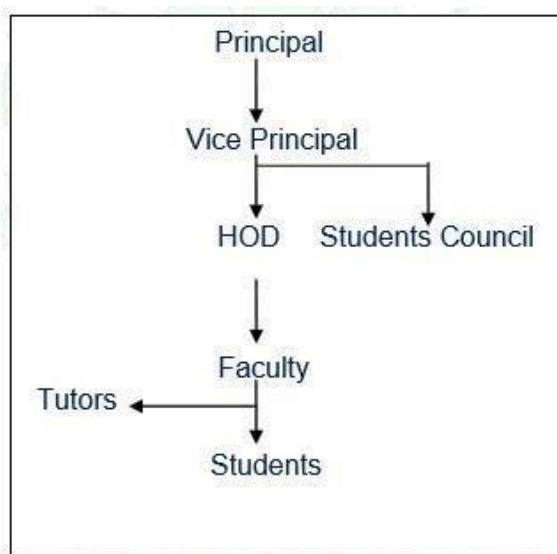 Principal
Vice Principal
HOD Students Council
Faculty
Tutors
Students